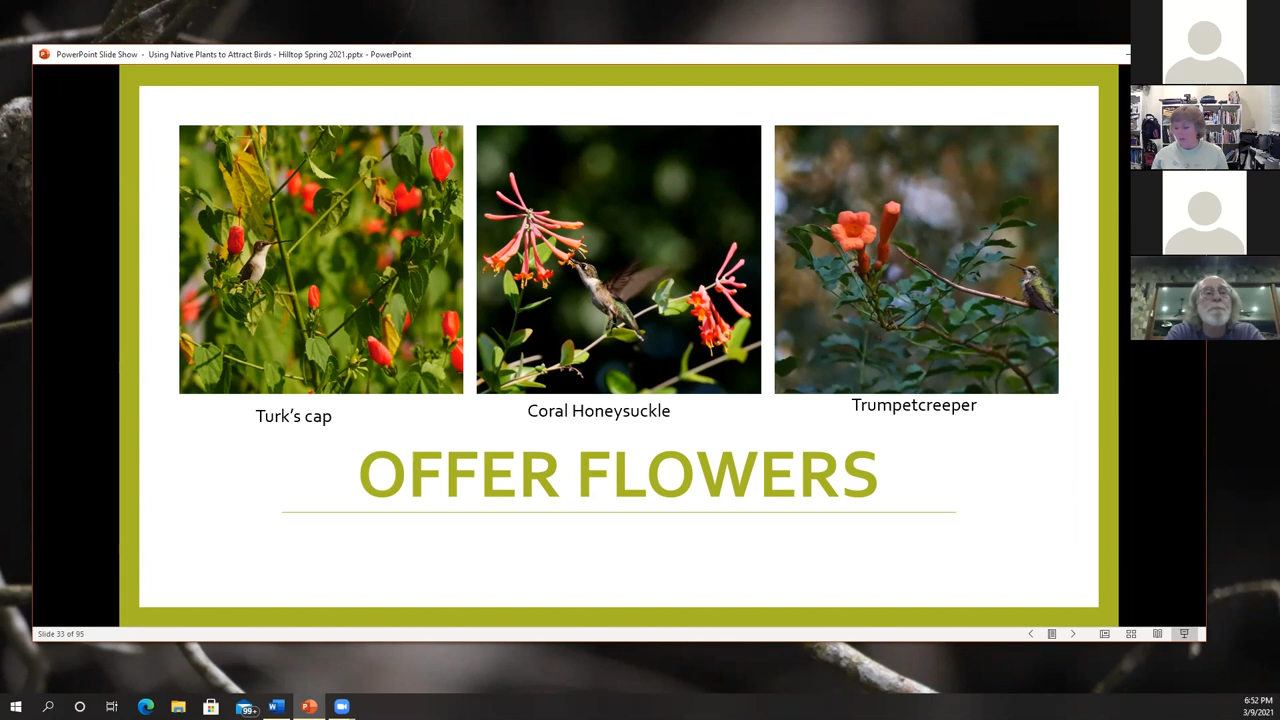 PowerPoint Slide Show - Using Native Plants to Attract Birds - Hilltop Spring 2021.pptx - PowerPoint
Turk's cap
Coral Honeysuckle
Trumpetcreeper
OFFER FLOWERS
Slide 33 of 95
99+
6:52 PM
3/9/2021